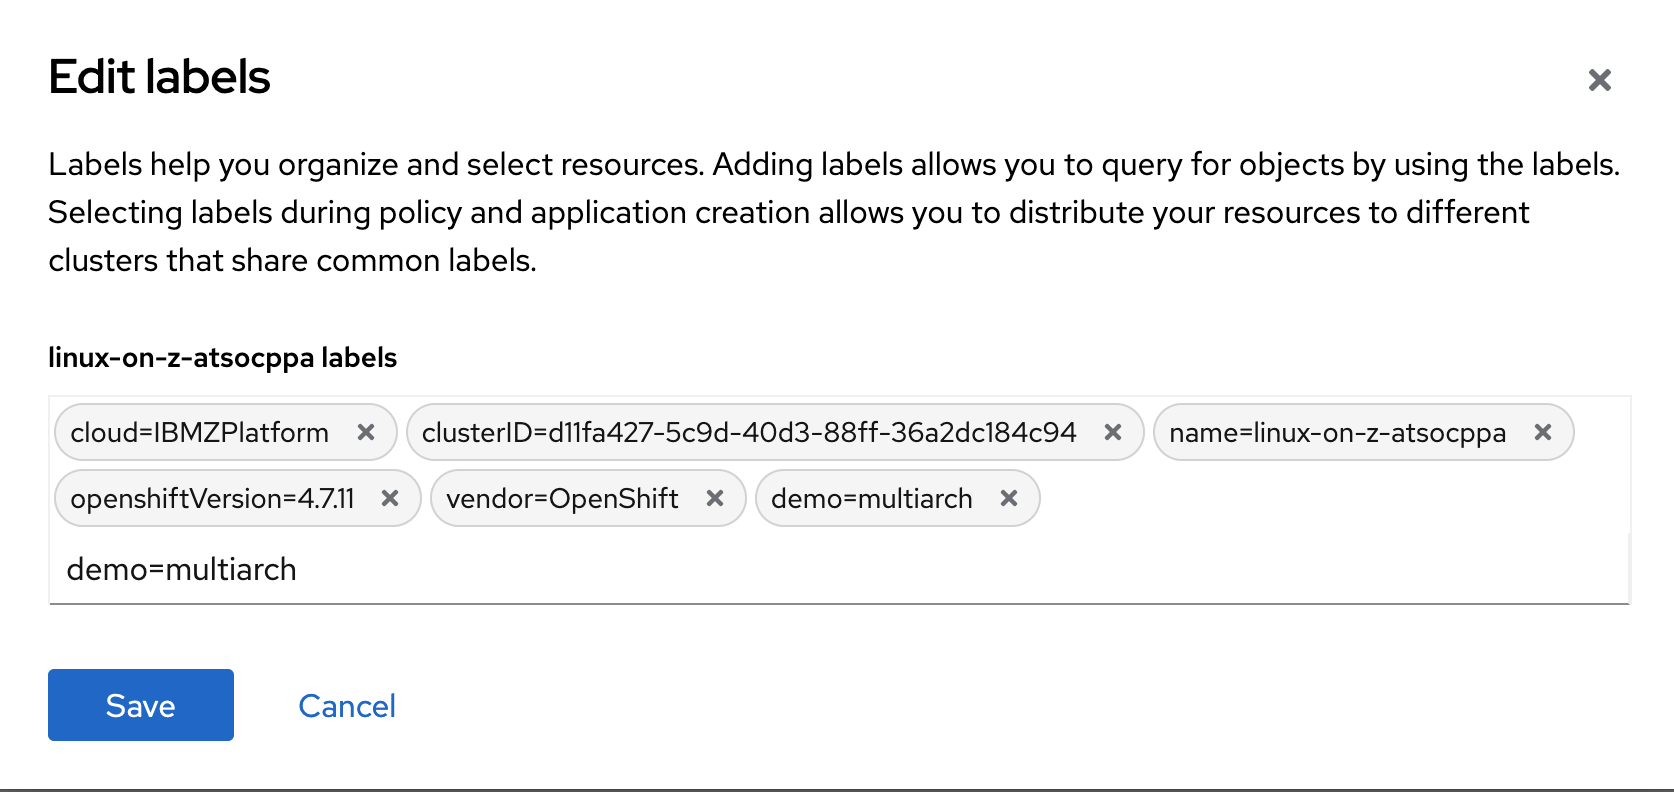 Edit labels
Labels help you organize and select resources. Adding labels allows you to query for objects by using the labels.
Selecting labels during policy and application creation allows you to distribute your resources to different
clusters that share common labels.
linux-on-z-atsocppa labels
cloud=IBMZPlatform clusterID=d11fa427-5c9d-40d3-88ff-36a2dc184c94 name=linux-on-z-atsocppa
openshiftVersion=4.7.11 vendor=OpenShift demo=multiarch
demo=multiarch
Save Cancel